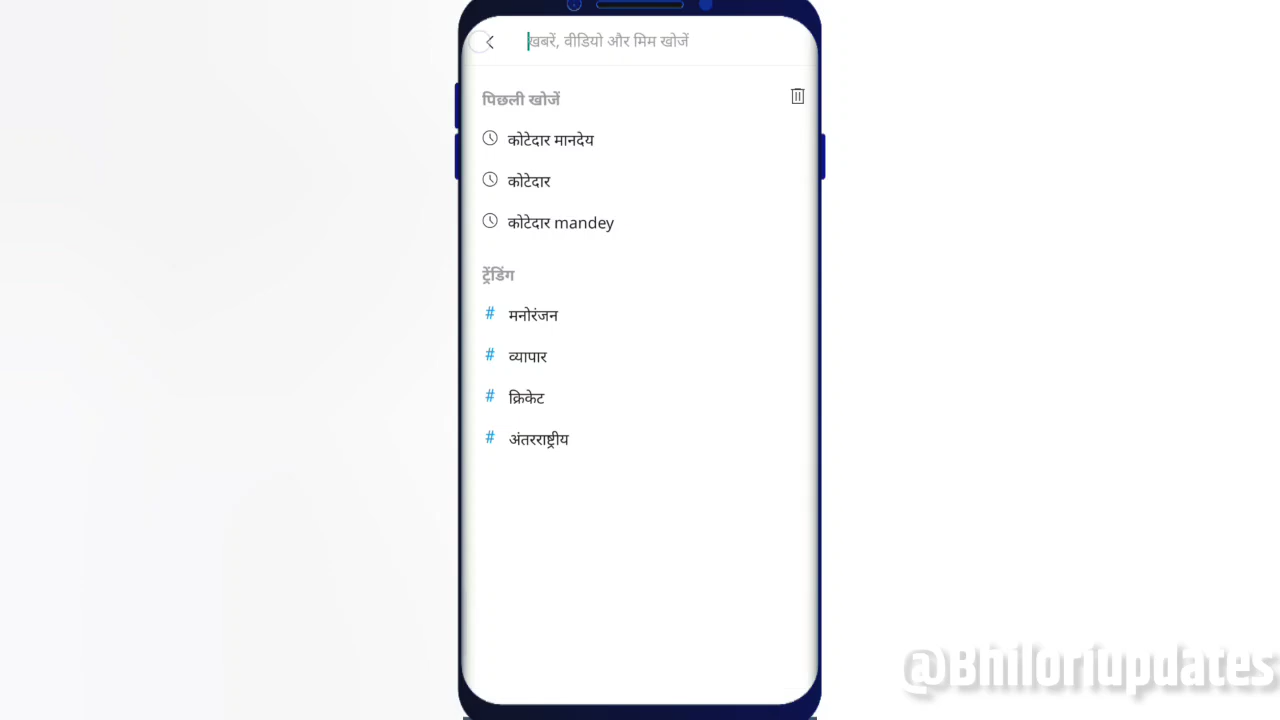 खबरें, वीडियो और मिम खोजें
पिछली खोजें
कोटेदार मानदेय
कोटेदार
कोटेदार mandey
ट्रेंडिंग
# मनोरंजन
# व्यापार
# क्रिकेट
# अंतरराष्ट्रीय
@Bhiloriupdates